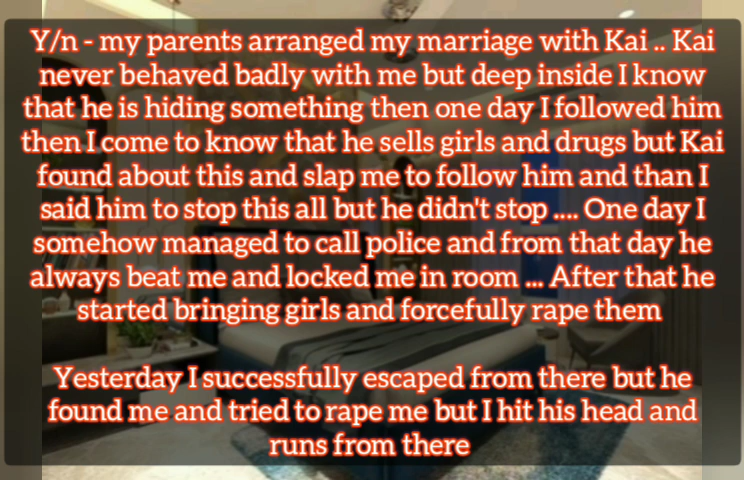 Y/n - my parents arranged my marriage with Kai .. Kai
never behaved badly with me but deep inside I know
that he is hiding something then one day I followed him
then I come to know that he sells girls and drugs but Kai
found about this and slap me to follow him and than I
said him to stop this all but he didn't stop .... One day I
somehow managed to call police and from that day he
always beat me and locked me in room ... After that he
started bringing girls and forcefully rape them
Yesterday I successfully escaped from there but he
found me and tried to rape me but I hit his head and
runs from there